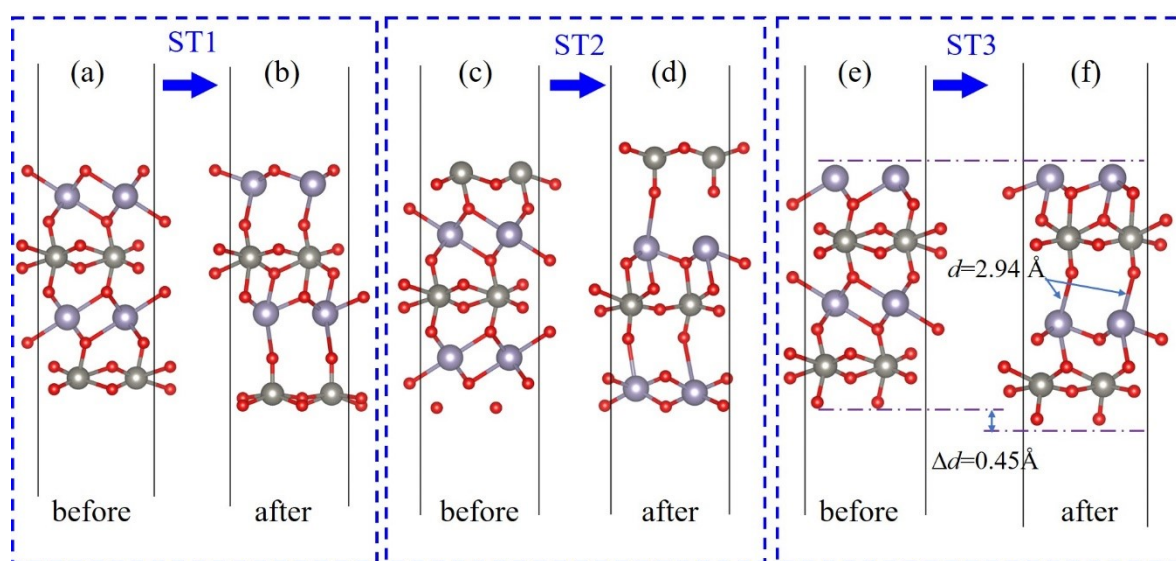 ST1
(a)
(b)
before
after
ST2
(c)
(d)
before
after
ST3
(e)
(f)
d=2.94 Å
Δd=0.45Å
before
after